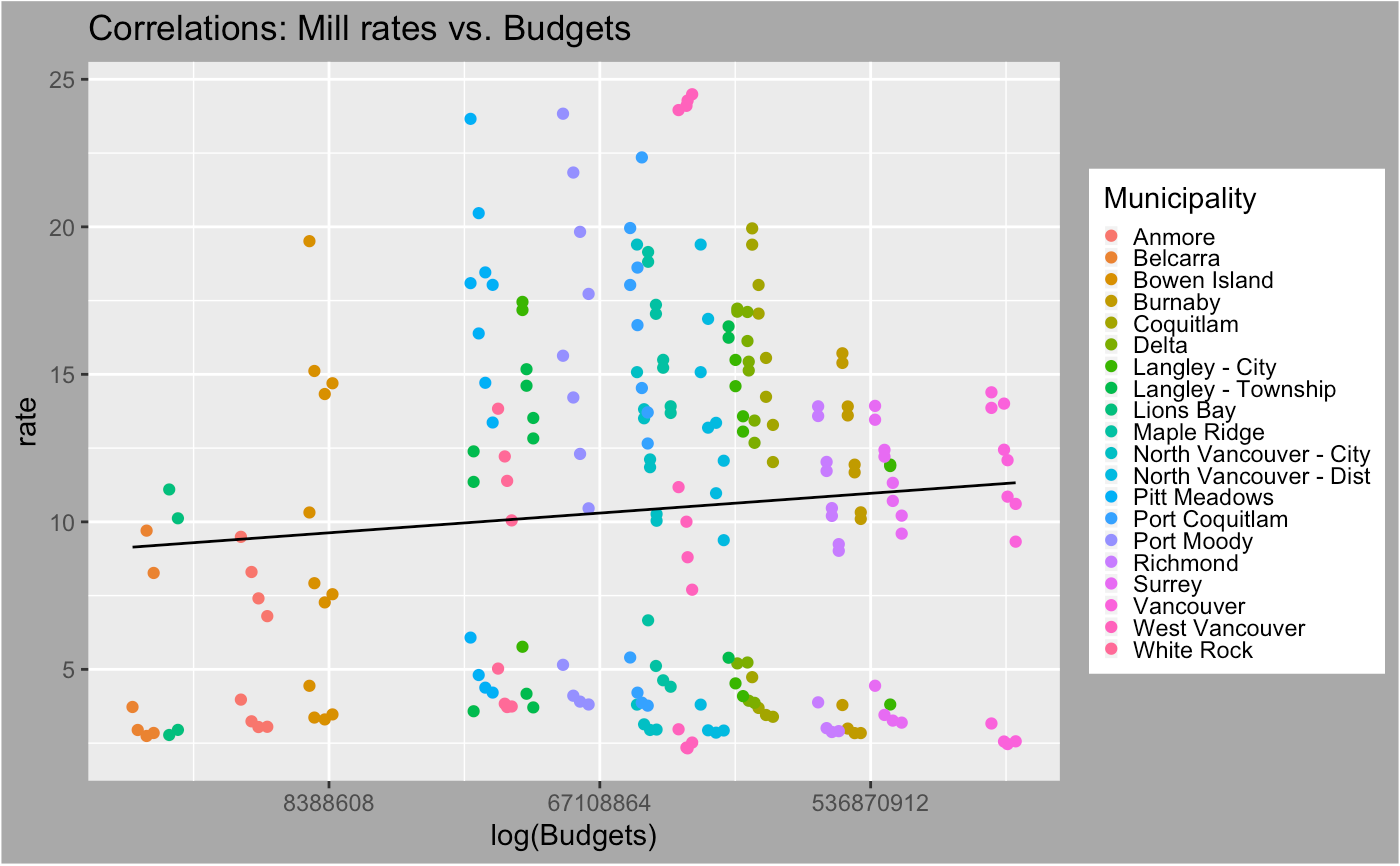 Correlations: Mill rates vs. Budgets
25
20
15
10
5
rate
8388608
67108864
536870912
log(Budgets)
Municipality
Anmore
Belcarra
Bowen Island
Burnaby
Coquitlam
Delta
Langley - City
Langley - Township
Lions Bay
Maple Ridge
North Vancouver - City
North Vancouver - Dist
Pitt Meadows
Port Coquitlam
Port Moody
Richmond
Surrey
Vancouver
West Vancouver
White Rock